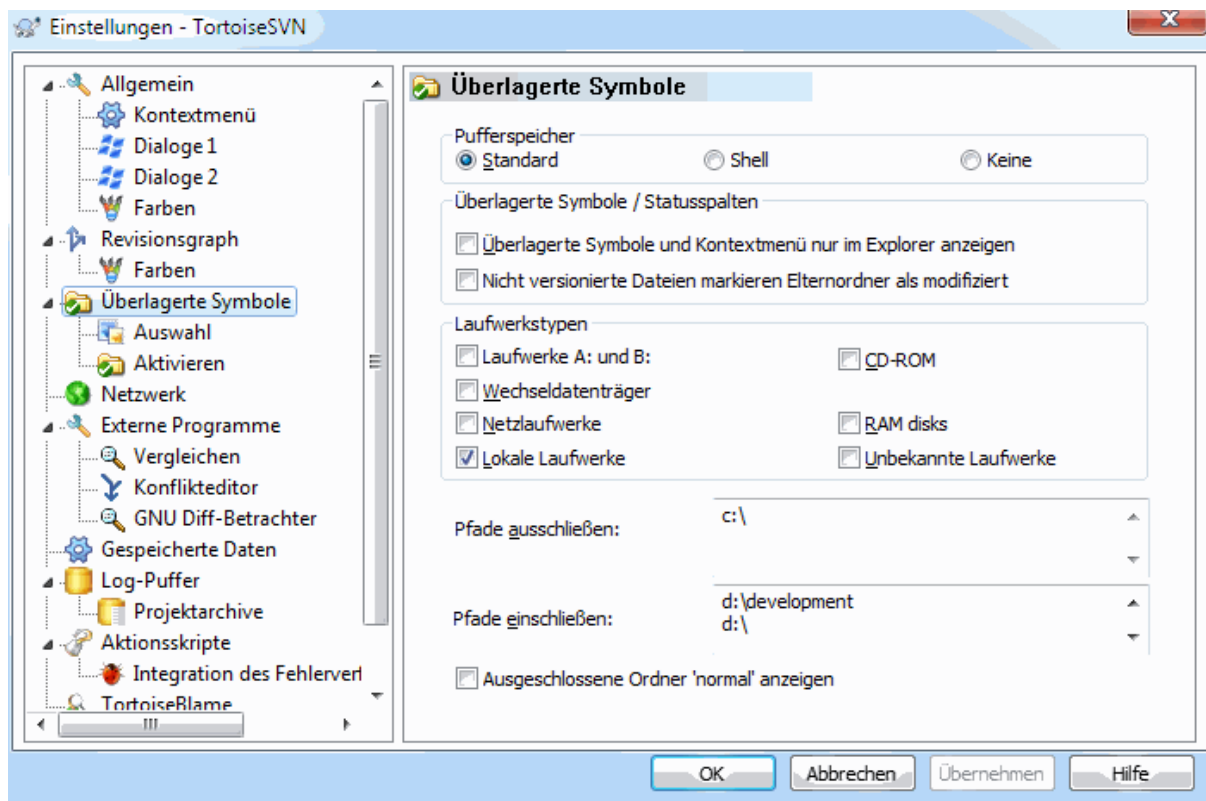 Einstellungen - TortoiseSVN
Allgemein
Kontextmenü
Dialoge 1
Dialoge 2
Farben
Revisionsgraph
Farben
Überlagerte Symbole
Auswahl
Aktivieren
Netzwerk
Externe Programme
Vergleichen
Konflikteditor
GNU Diff-Betrachter
Gespeicherte Daten
Log-Puffer
Projektarchive
Aktionsskripte
Integration des Fehlerverf
TortoiseBlame
Überlagerte Symbole
Pufferspeicher
Standard Shell Keine
Überlagerte Symbole / Statusspalten
Überlagerte Symbole und Kontextmenü nur im Explorer anzeigen
Nicht versionierte Dateien markieren Elternordner als modifiziert
Laufwerkstypen
Laufwerke A: und B: CD-ROM
Wechseldatenträger
Netzlaufwerke RAM disks
Lokale Laufwerke Unbekannte Laufwerke
Pfade ausschließen: c:\
Pfade einschließen: d:\development
d:\
Ausgeschlossene Ordner 'normal' anzeigen
OK Abbrechen Übernehmen Hilfe